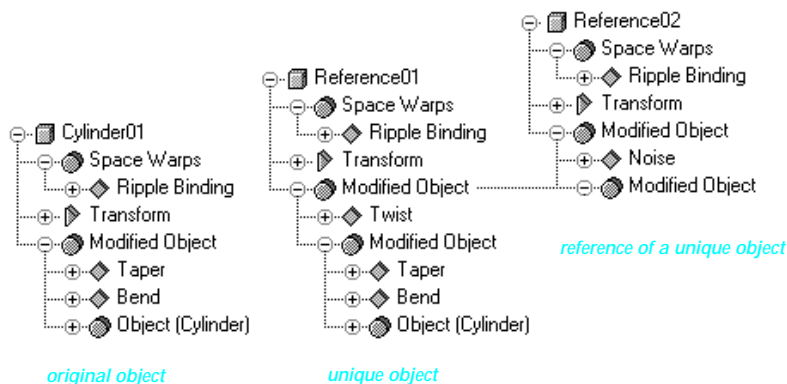 Cylinder01
Space Warps
Ripple Binding
Transform
Modified Object
Taper
Bend
Object (Cylinder)
original object
Reference01
Space Warps
Ripple Binding
Transform
Modified Object
Twist
Modified Object
Taper
Bend
Object (Cylinder)
unique object
Reference02
Space Warps
Ripple Binding
Transform
Modified Object
Noise
Modified Object
reference of a unique object